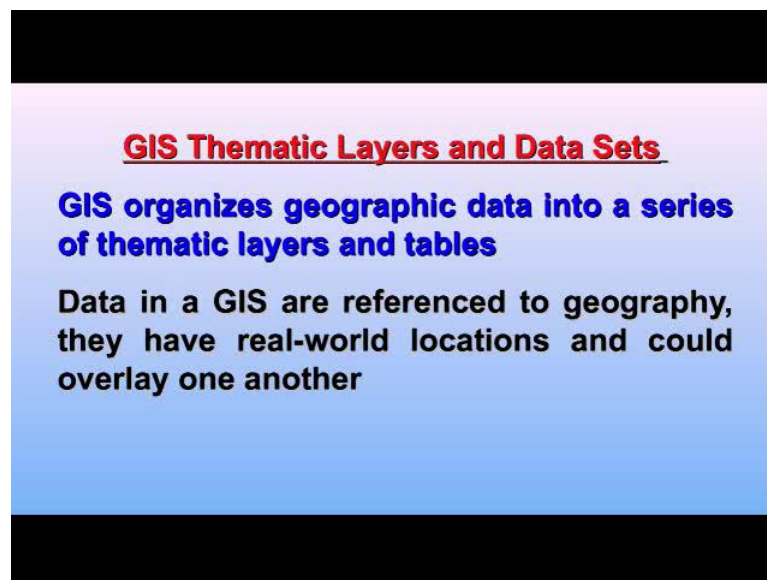 GIS Thematic Layers and Data Sets
GIS organizes geographic data into a series
of thematic layers and tables
Data in a GIS are referenced to geography,
they have real-world locations and could
overlay one another